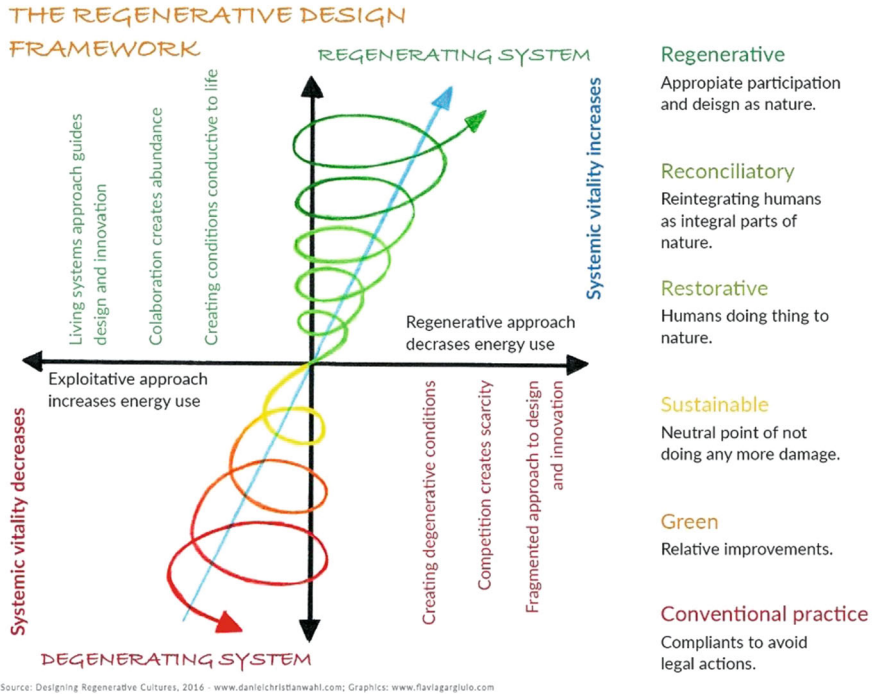 THE REGENERATIVE DESIGN
FRAMEWORK
REGENERATING SYSTEM
Living systems approach guides
design and innovation
Colaboration creates abundance
Creating conditions conductive to life
Systemic vitality increases
Regenerative approach
decrases energy use
Exploitative approach
increases energy use
Systemic vitality decreases
Creating degenerative conditions
Competition creates scarcity
Fragmented approach to design
and innovation
DEGENERATING SYSTEM
Regenerative
Appropiate participation
and deisgn as nature.
Reconciliatory
Reintegrating humans
as integral parts of
nature.
Restorative
Humans doing thing to
nature.
Sustainable
Neutral point of not
doing any more damage.
Green
Relative improvements.
Conventional practice
Compliants to avoid
legal actions.
Source: Designing Regenerative Cultures, 2016 - www.danielchristianwahl.com; Graphics: www.flaviagargiulo.com